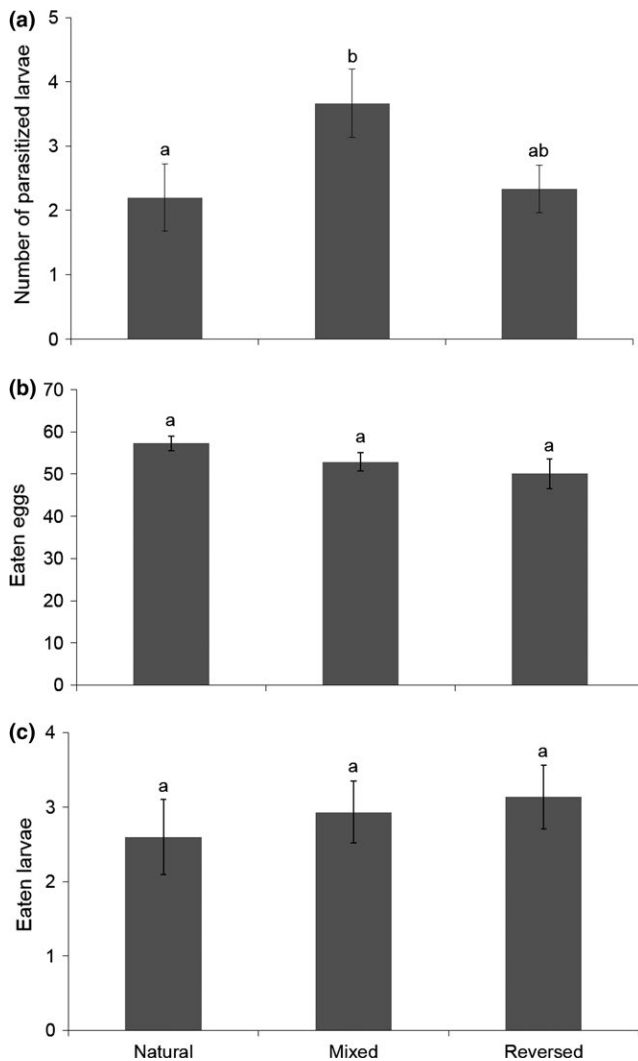 (a)
Number of parasitized larvae
5
4
3
2
1
0
a
b
ab
(b)
Eaten eggs
70
60
50
40
30
20
10
0
a
a
a
(c)
Eaten larvae
4
3
2
1
0
a
a
a
Natural Mixed Reversed